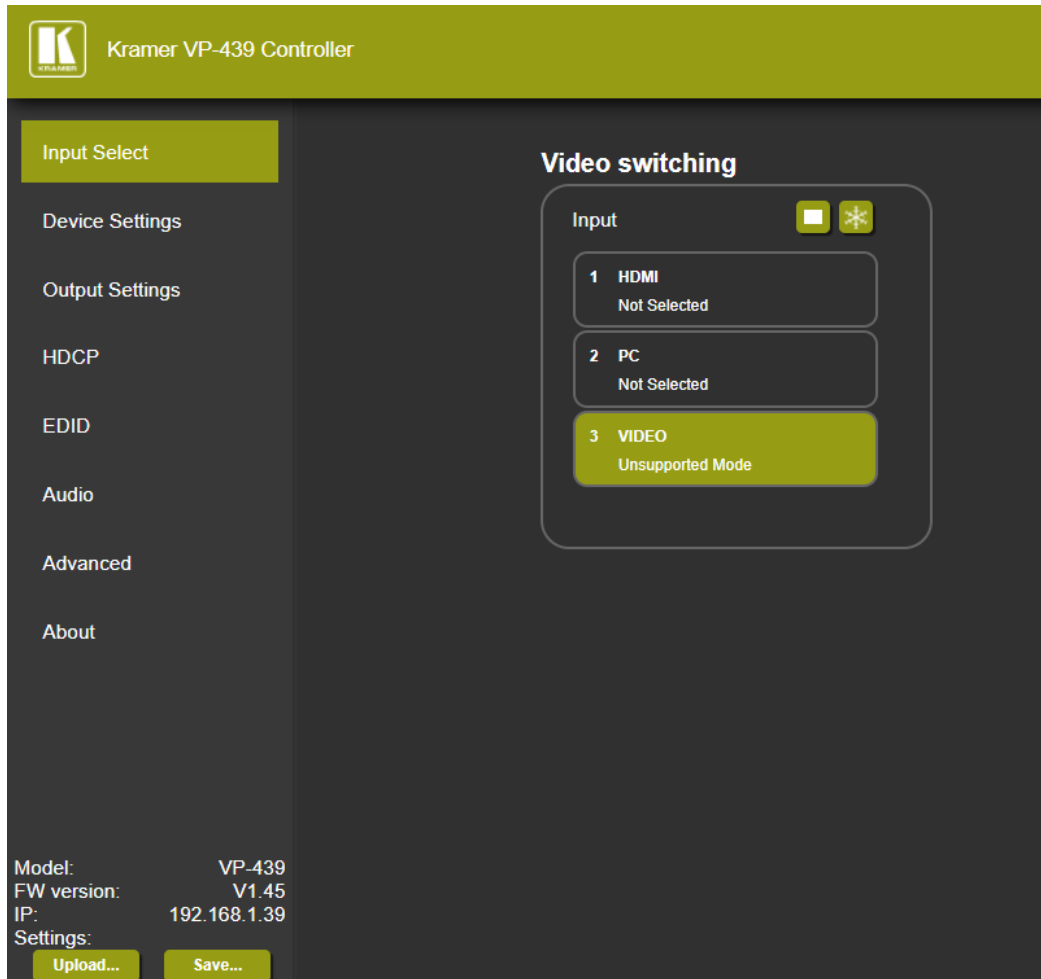 KRAMER
Kramer VP-439 Controller
Input Select
Device Settings
Output Settings
HDCP
EDID
Audio
Advanced
About
Model: VP-439
FW version: V1.45
IP: 192.168.1.39
Settings:
Upload... Save...
Video switching
Input
1 HDMI
Not Selected
2 PC
Not Selected
3 VIDEO
Unsupported Mode